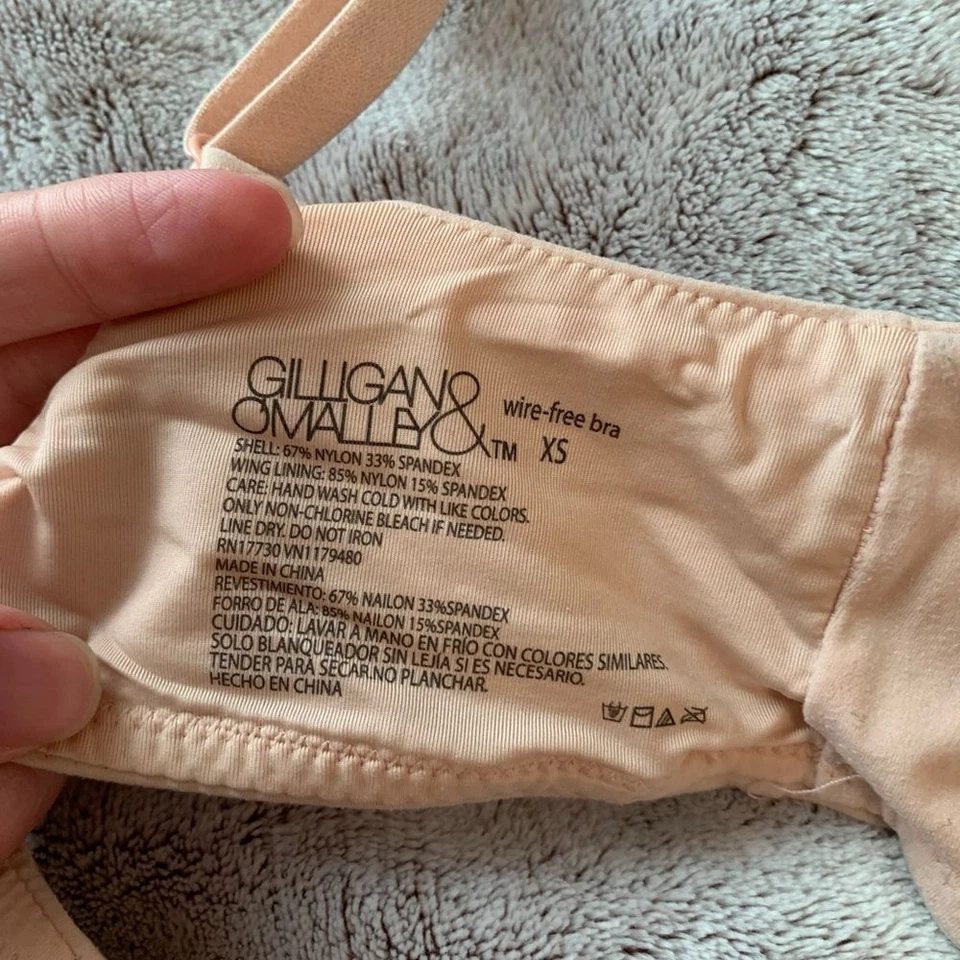 GILLIGAN &
O'MALLEY TM wire-free bra XS
SHELL: 67% NYLON 33% SPANDEX
WING LINING: 85% NYLON 15% SPANDEX
CARE: HAND WASH COLD WITH LIKE COLORS.
ONLY NON-CHLORINE BLEACH IF NEEDED.
LINE DRY. DO NOT IRON
RN17730 VN1179480
MADE IN CHINA
REVESTIMIENTO: 67% NAILON 33%SPANDEX
FORRO DE ALA: 85% NAILON 15%SPANDEX
CUIDADO: LAVAR A MANO EN FRÍO CON COLORES SIMILARES.
SOLO BLANQUEADOR SIN LEJÍA SI ES NECESARIO.
TENDER PARA SECAR.NO PLANCHAR.
HECHO EN CHINA